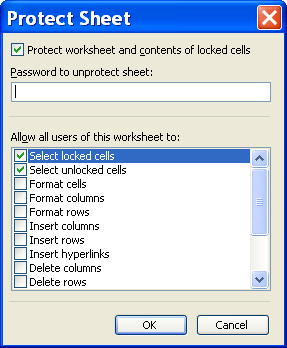 Protect Sheet
Protect worksheet and contents of locked cells
Password to unprotect sheet:
Allow all users of this worksheet to:
Select locked cells
Select unlocked cells
Format cells
Format columns
Format rows
Insert columns
Insert rows
Insert hyperlinks
Delete columns
Delete rows
OK Cancel